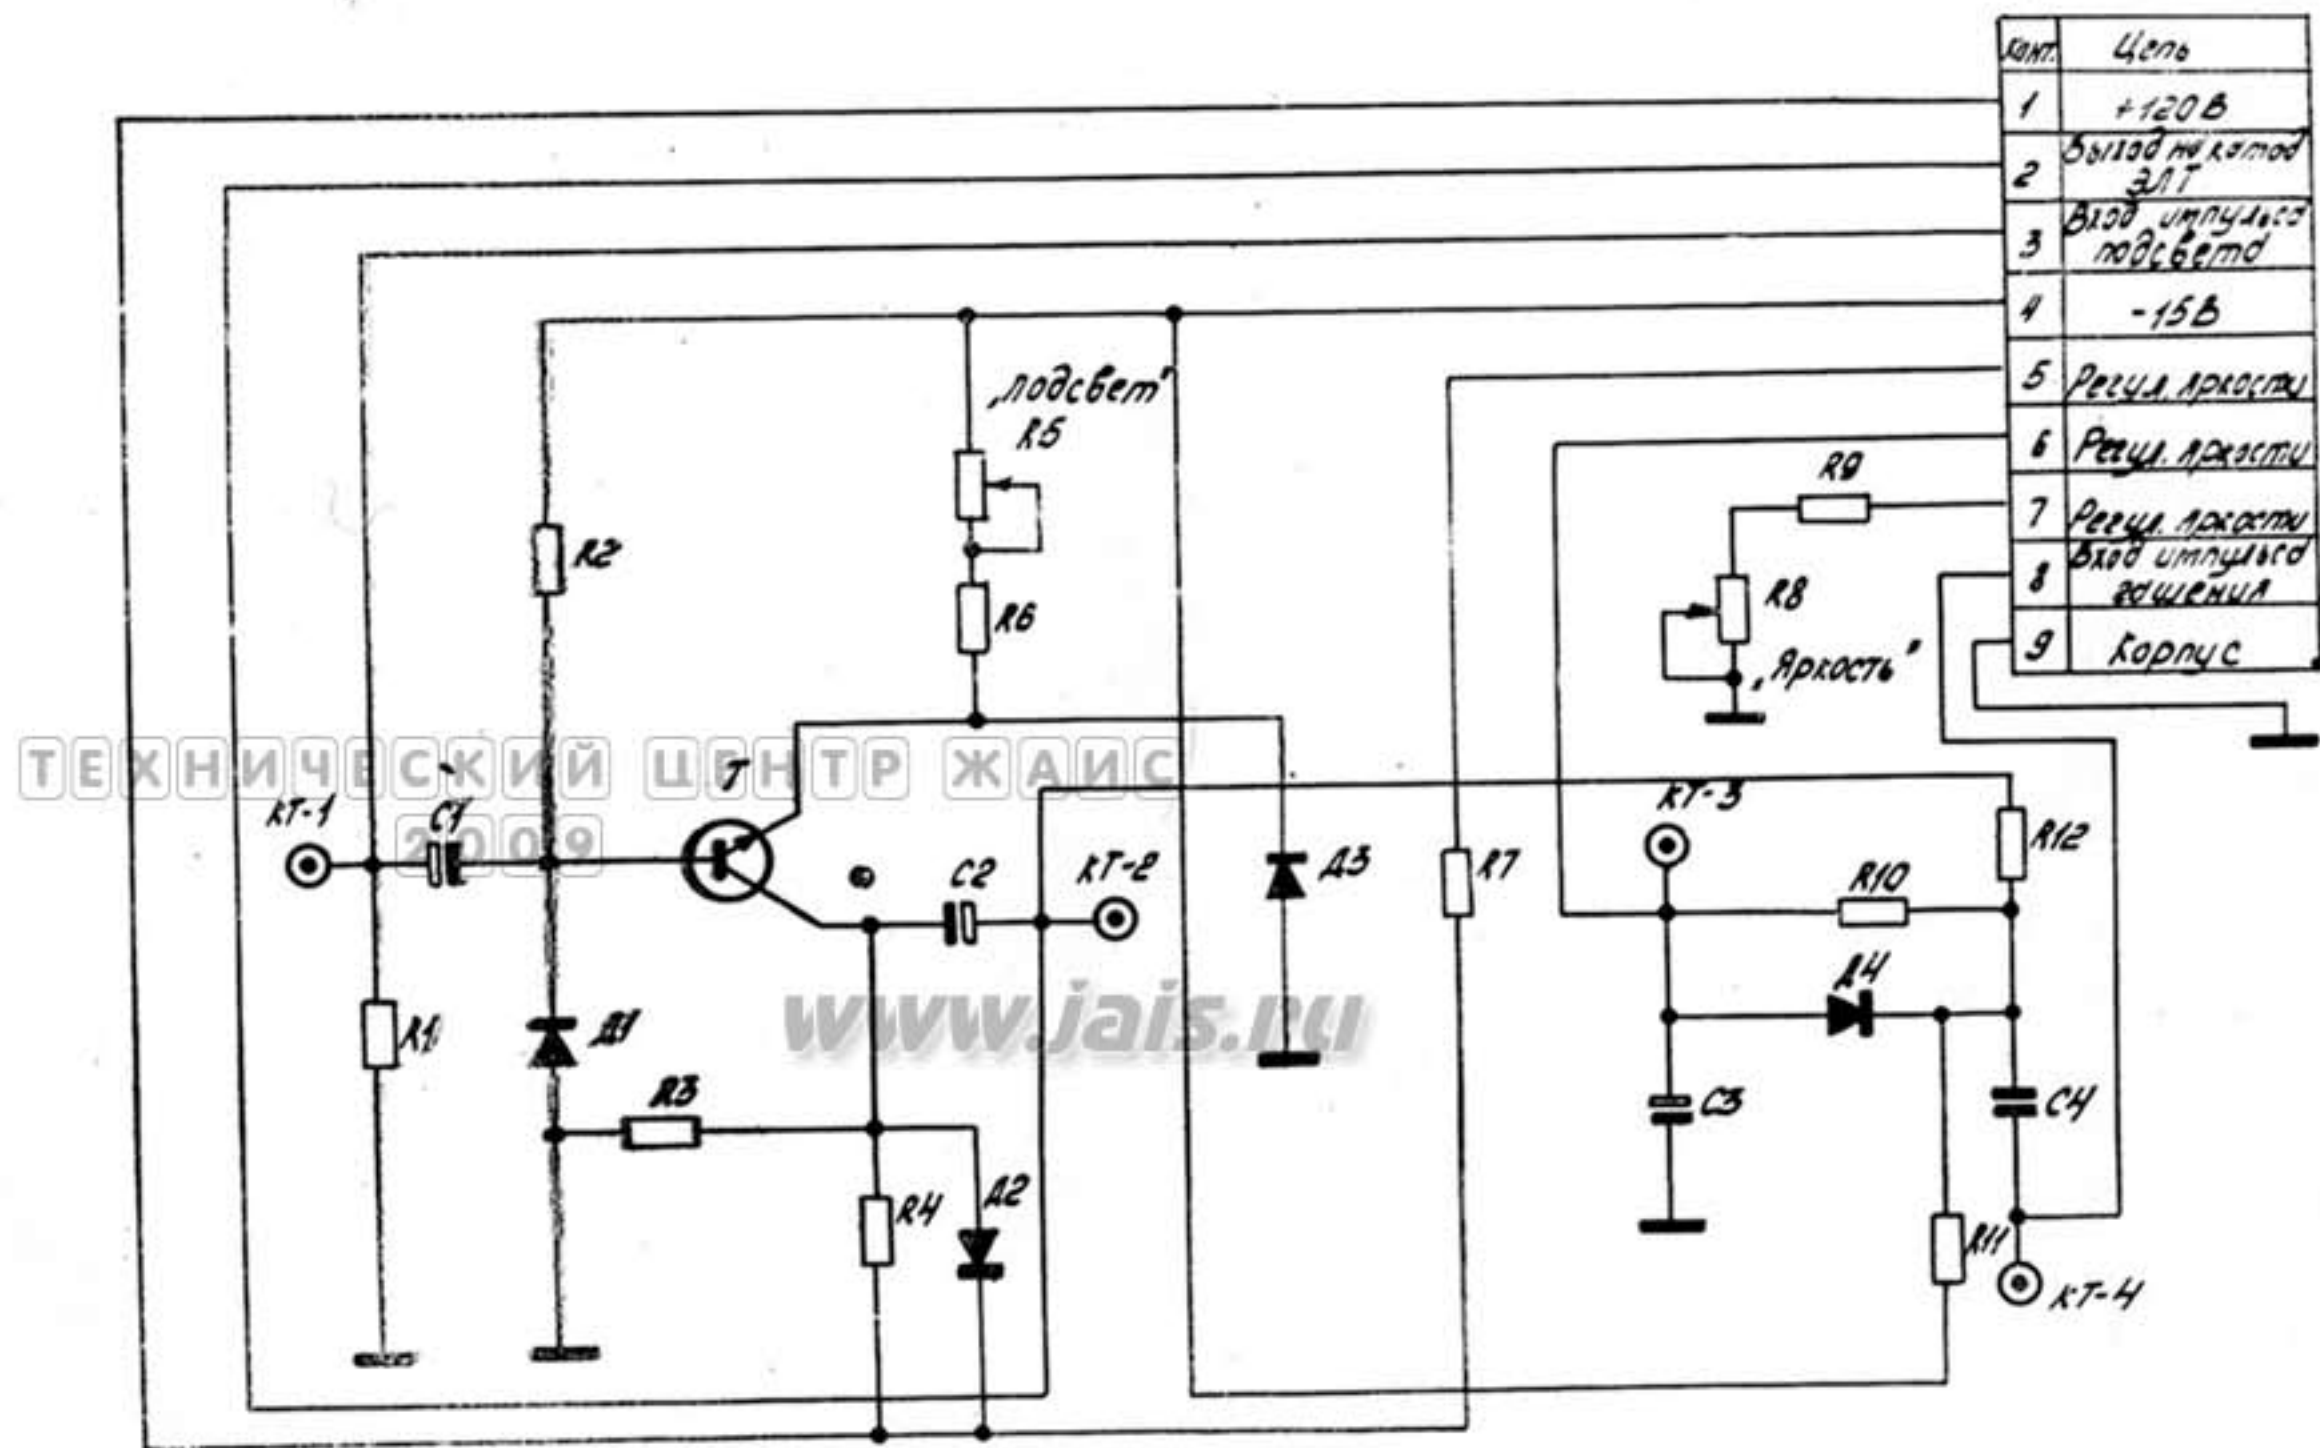 Конт. Цепь
1 +120В
2 Выход на катод
ЭЛТ
3 Вход импульса
подсвета
4 -15В
5 Регул. яркости
6 Регул. яркости
7 Регул. яркости
8 Вход импульса
гашения
9 Корпус
„Подсвет"
R5
R9
R2
R8
R6
„Яркость"
ТЕХНИЧЕСКИЙ ЦЕНТР ЖАИС
2009
КТ-1
С1
Т
С2
КТ-2
Д3
R7
КТ-3
R12
R10
Д4
www.jais.ru
R1
Д1
R3
С3
С4
R4
Д2
R11
КТ-4